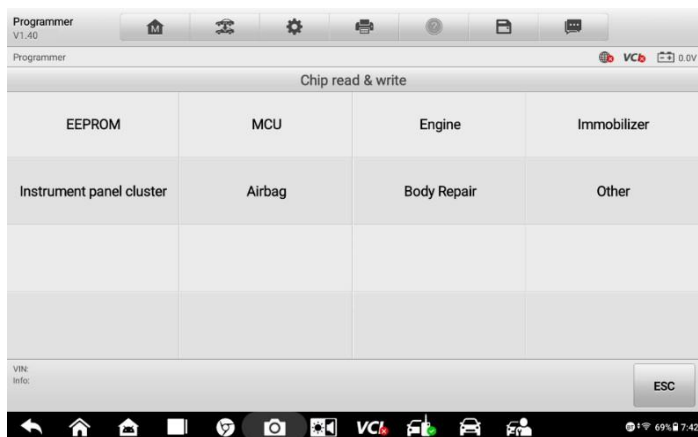 Programmer
V1.40
Programmer
VCI 0.0V
Chip read & write
EEPROM MCU Engine Immobilizer
Instrument panel cluster Airbag Body Repair Other
VIN:
Info:
ESC
VCI 69% 7:42